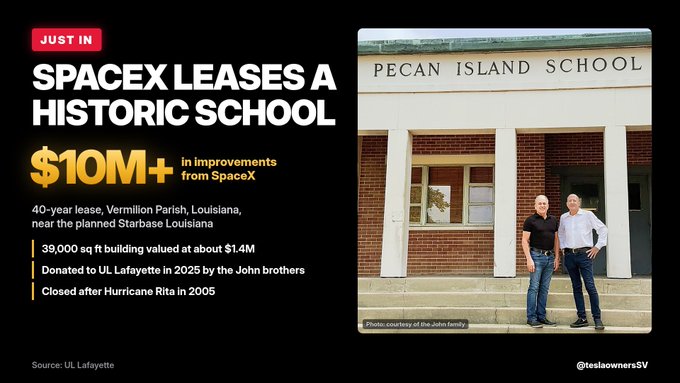 JUST IN
SPACEX LEASES A
HISTORIC SCHOOL
$10M+
in improvements
from SpaceX
40-year lease, Vermilion Parish, Louisiana,
near the planned Starbase Louisiana
39,000 sq ft building valued at about $1.4M
Donated to UL Lafayette in 2025 by the John brothers
Closed after Hurricane Rita in 2005
PECAN ISLAND SCHOOL
Photo: courtesy of the John family
Source: UL Lafayette
@teslaownersSV